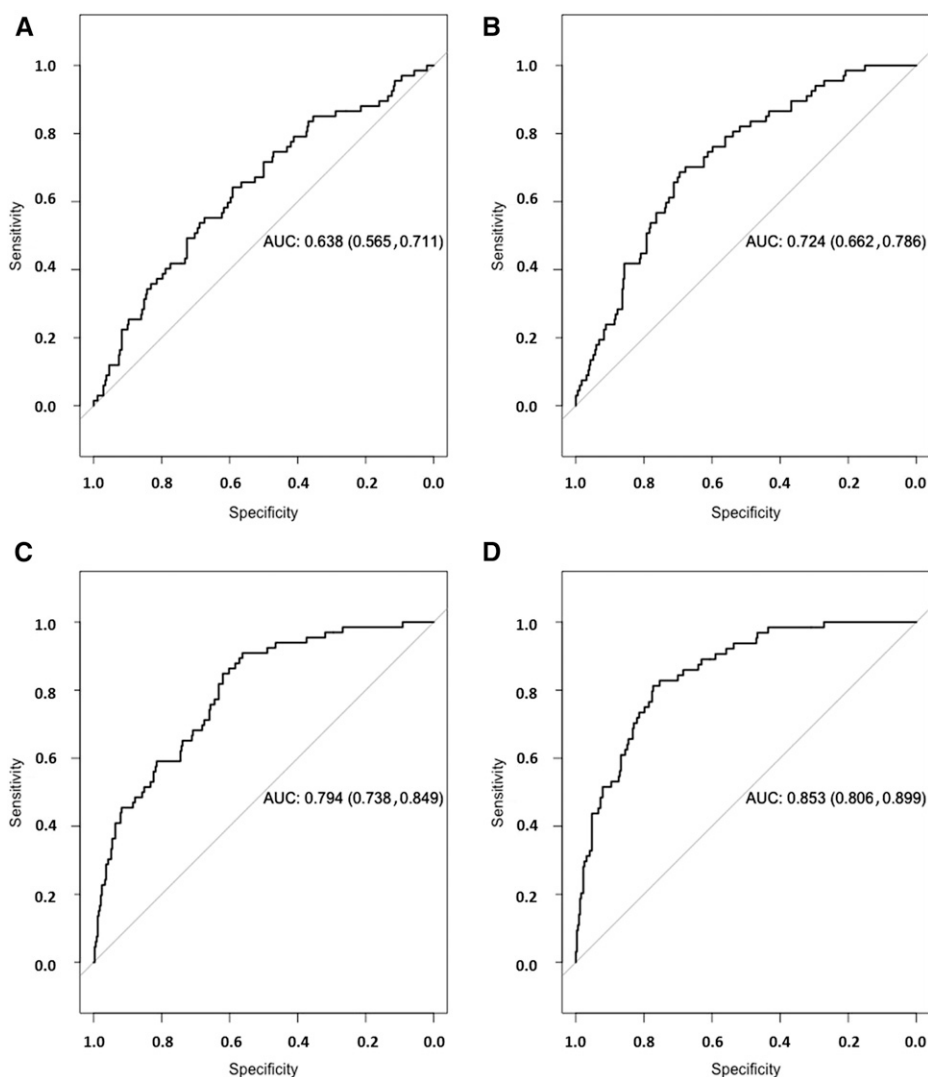 A
1.0
0.8
0.6
0.4
0.2
0.0
Sensitivity
AUC: 0.638 (0.565, 0.711)
1.0 0.8 0.6 0.4 0.2 0.0
Specificity
B
1.0
0.8
0.6
0.4
0.2
0.0
Sensitivity
AUC: 0.724 (0.662, 0.786)
1.0 0.8 0.6 0.4 0.2 0.0
Specificity
C
1.0
0.8
0.6
0.4
0.2
0.0
Sensitivity
AUC: 0.794 (0.738, 0.849)
1.0 0.8 0.6 0.4 0.2 0.0
Specificity
D
1.0
0.8
0.6
0.4
0.2
0.0
Sensitivity
AUC: 0.853 (0.806, 0.899)
1.0 0.8 0.6 0.4 0.2 0.0
Specificity